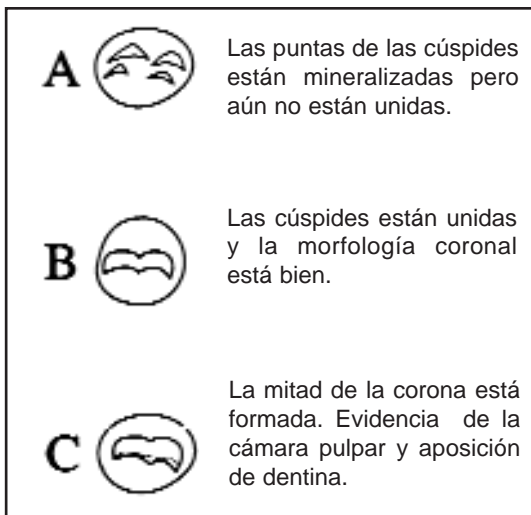 A
Las puntas de las cúspides
están mineralizadas pero
aún no están unidas.
B
Las cúspides están unidas
y la morfología coronal
está bien.
C
La mitad de la corona está
formada. Evidencia de la
cámara pulpar y aposición
de dentina.